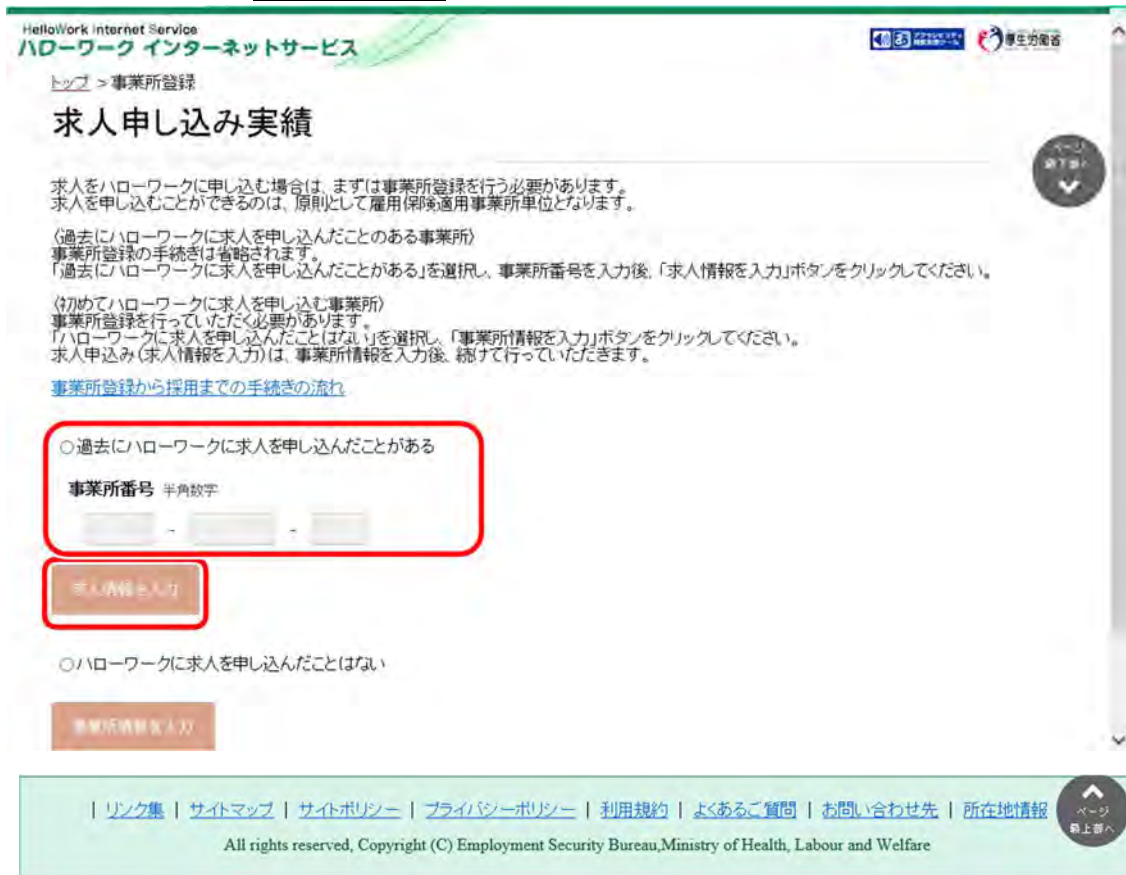 HelloWork Internet Service
ハローワーク インターネットサービス
厚生労働省
トップ > 事業所登録
求人申し込み実績
ページ
最下部へ
求人をハローワークに申し込む場合は、まずは事業所登録を行う必要があります。
求人を申し込むことができるのは、原則として雇用保険適用事業所単位となります。
〈過去にハローワークに求人を申し込んだことのある事業所〉
事業所登録の手続きは省略されます。
「過去にハローワークに求人を申し込んだことがある」を選択し、事業所番号を入力後、「求人情報を入力」ボタンをクリックしてください。
〈初めてハローワークに求人を申し込む事業所〉
事業所登録を行っていただく必要があります。
「ハローワークに求人を申し込んだことはない」を選択し、「事業所情報を入力」ボタンをクリックしてください。
求人申込み(求人情報を入力)は、事業所情報を入力後、続けて行っていただきます。
事業所登録から採用までの手続きの流れ
○過去にハローワークに求人を申し込んだことがある
事業所番号 半角数字
- -
求人情報を入力
○ハローワークに求人を申し込んだことはない
事業所情報を入力
| リンク集 | サイトマップ | サイトポリシー | プライバシーポリシー | 利用規約 | よくあるご質問 | お問い合わせ先 | 所在地情報
ページ
最上部へ
All rights reserved, Copyright (C) Employment Security Bureau,Ministry of Health, Labour and Welfare